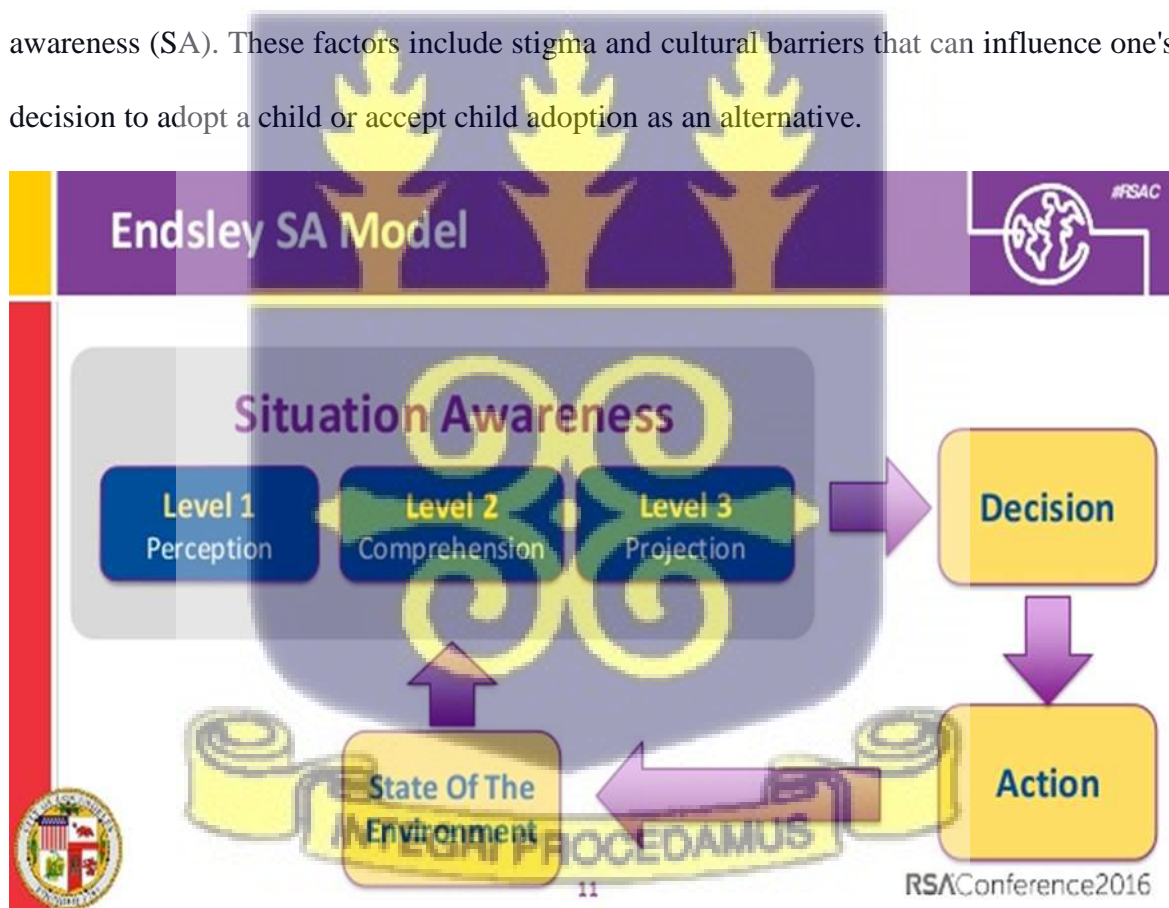 awareness (SA). These factors include stigma and cultural barriers that can influence one's
decision to adopt a child or accept child adoption as an alternative.
#RSAC
Endsley SA Model
Situation Awareness
Level 1
Perception
Level 2
Comprehension
Level 3
Projection
Decision
Action
State Of The
Environment
INTEGRI PROCEDAMUS
11
RSAConference2016